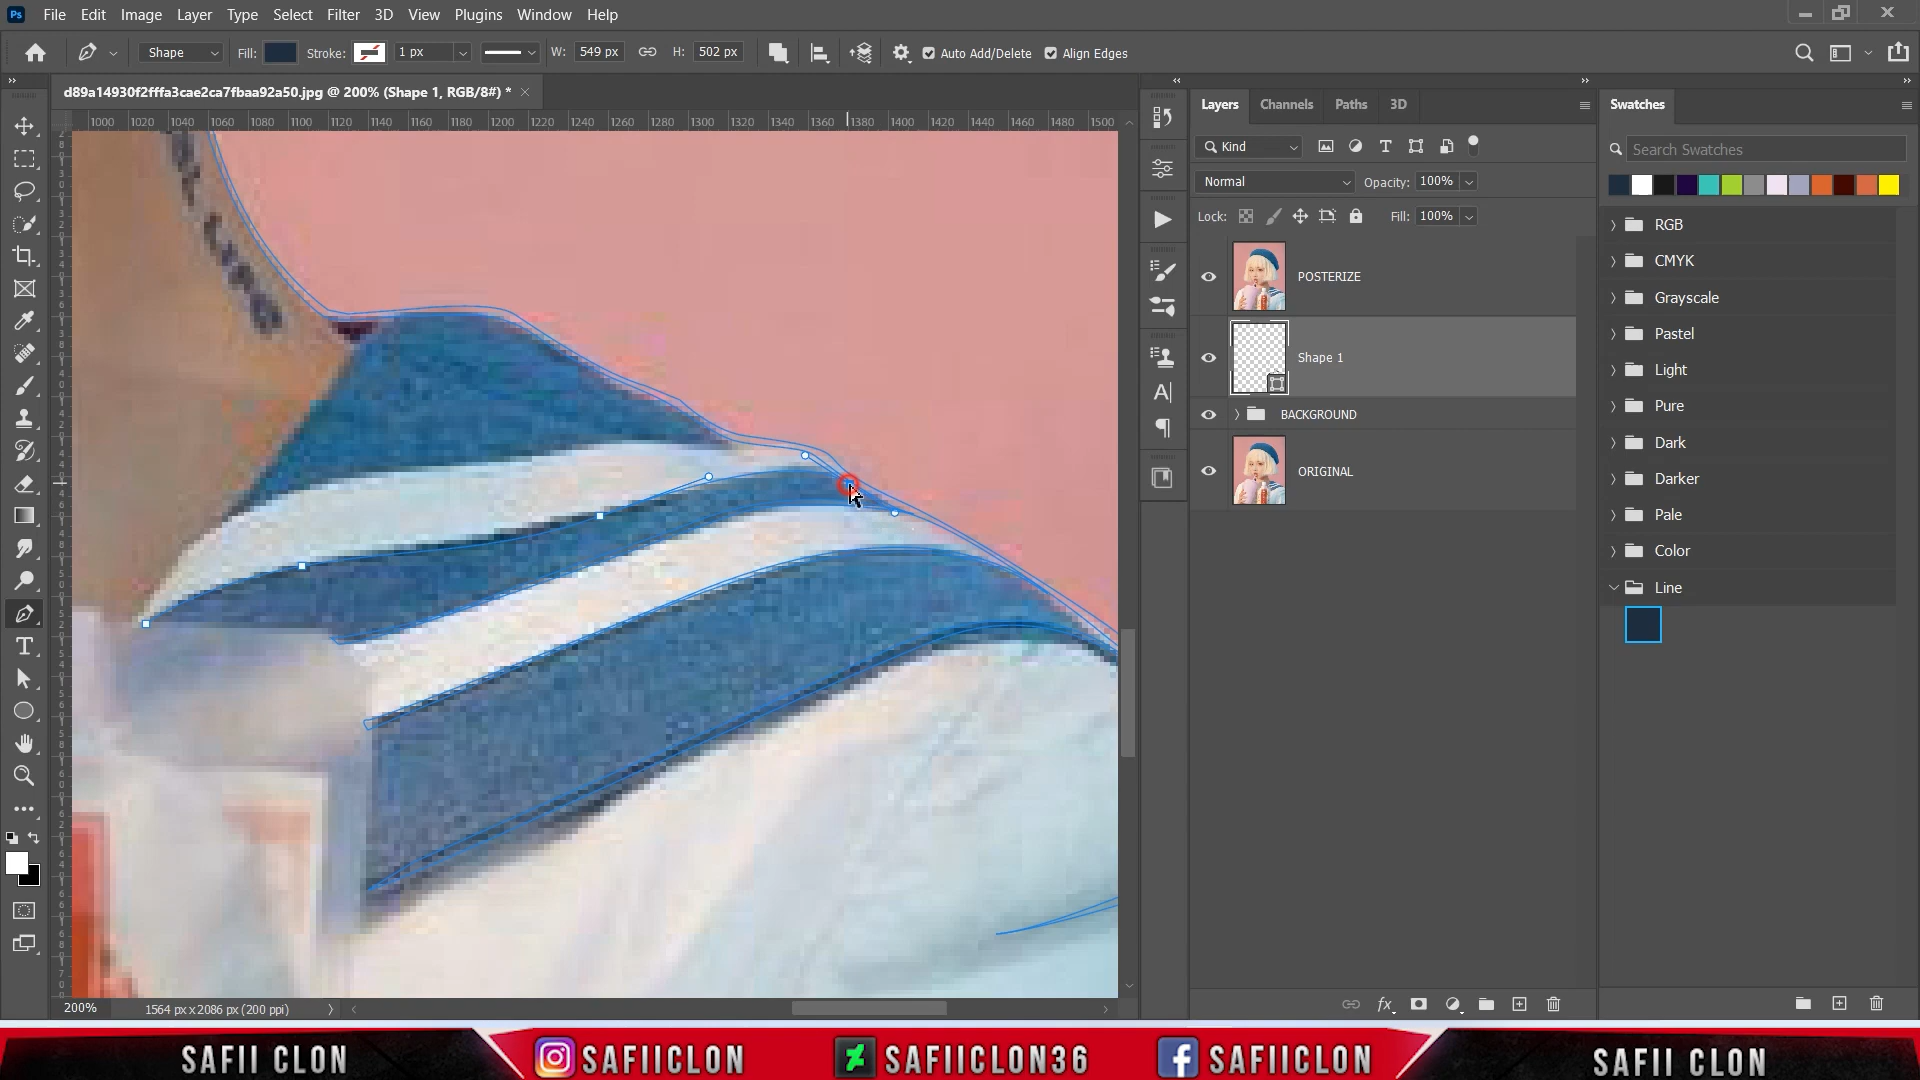 Ps File Edit Image Layer Type Select Filter 3D View Plugins Window Help
Shape Fill: Stroke: 1 px W: 549 px H: 502 px Auto Add/Delete Align Edges
d89a14930f2fffa3cae2ca7fbaa92a50.jpg @ 200% (Shape 1, RGB/8#) *
1000 1020 1040 1060 1080 1100 1120 1140 1160 1180 1200 1220 1240 1260 1280 1300 1320 1340 1360 1380 1400 1420 1440 1460 1480 1500
Layers Channels Paths 3D
Kind
Normal Opacity: 100%
Lock: Fill: 100%
POSTERIZE
Shape 1
BACKGROUND
ORIGINAL
Swatches
Search Swatches
RGB
CMYK
Grayscale
Pastel
Light
Pure
Dark
Darker
Pale
Color
Line
200% 1564 px x 2086 px (200 ppi)
SAFII CLON SAFIICLON SAFIICLON36 SAFIICLON SAFII CLON